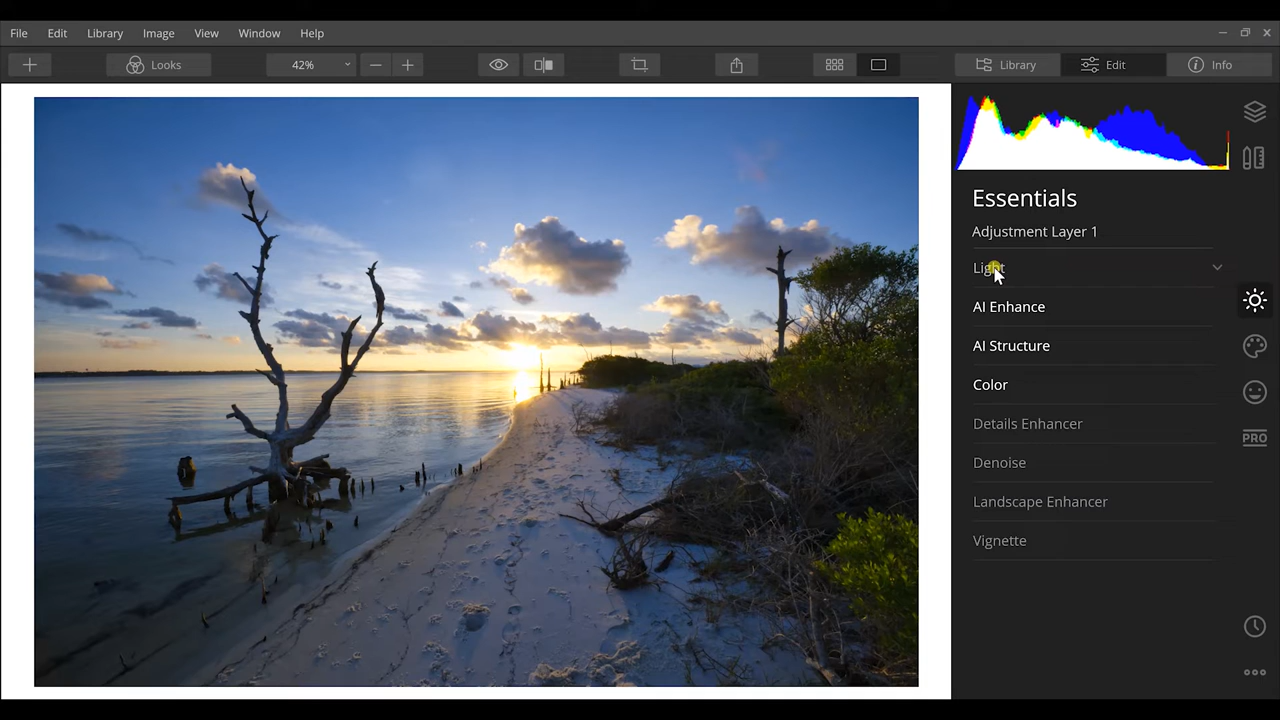 File Edit Library Image View Window Help
Looks 42% Library Edit Info
Essentials
Adjustment Layer 1
Light
AI Enhance
AI Structure
Color
Details Enhancer
PRO
Denoise
Landscape Enhancer
Vignette